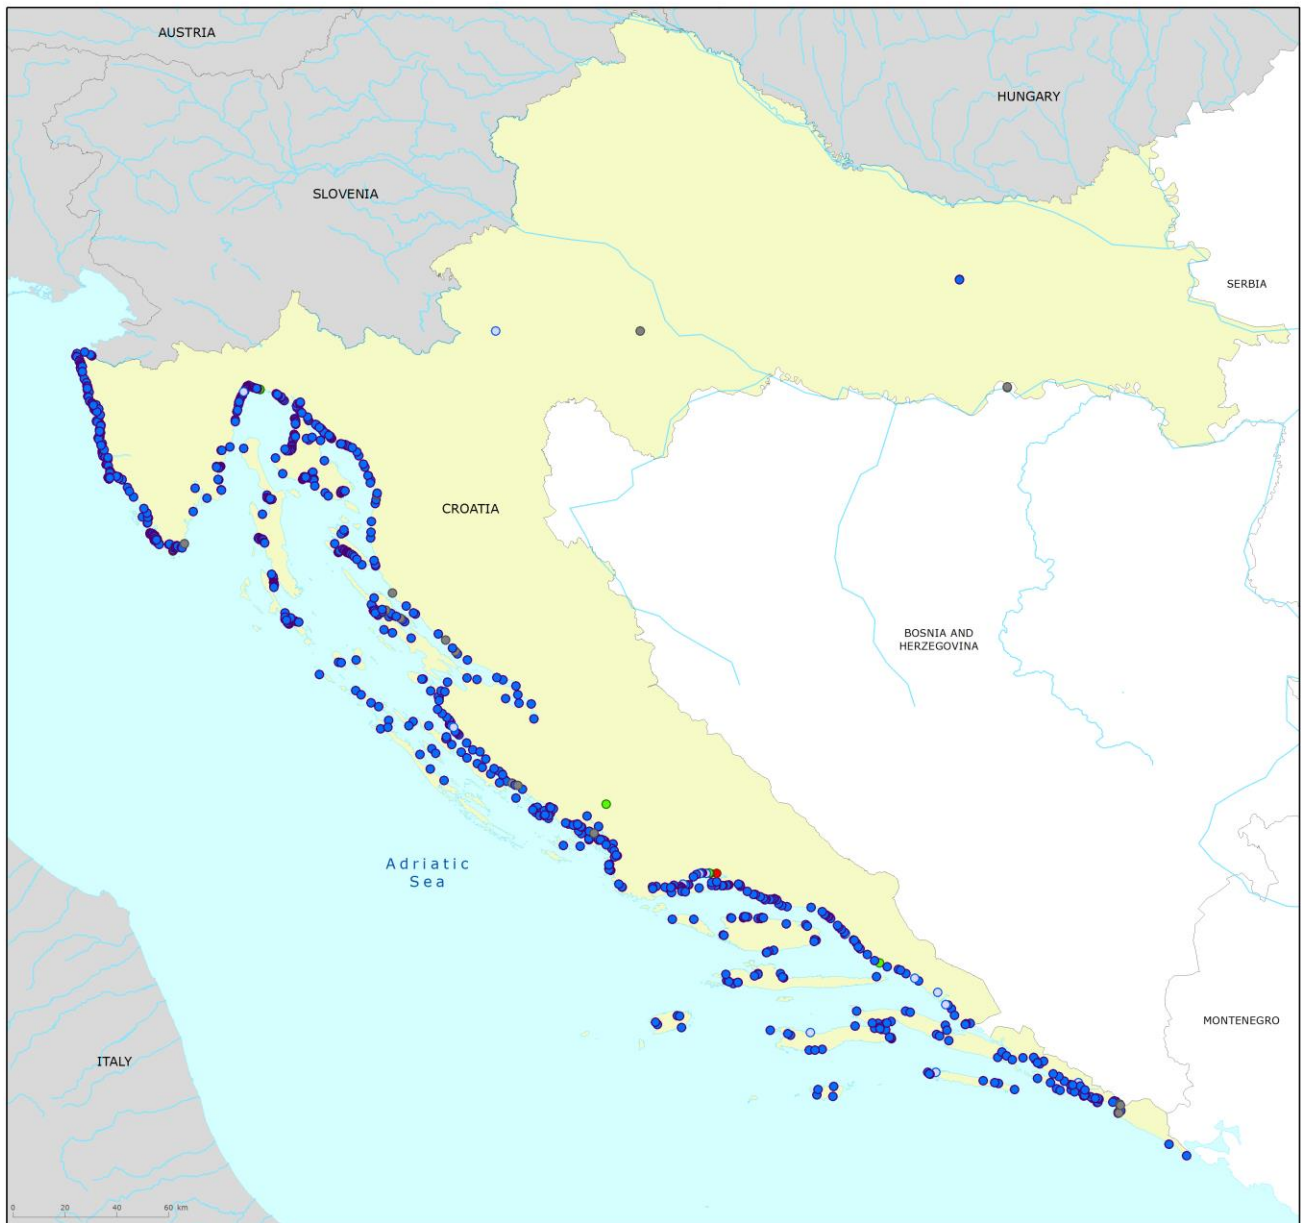 AUSTRIA
HUNGARY
SLOVENIA
SERBIA
CROATIA
BOSNIA AND
HERZEGOVINA
Adriatic
Sea
MONTENEGRO
ITALY
0 20 40 60 km